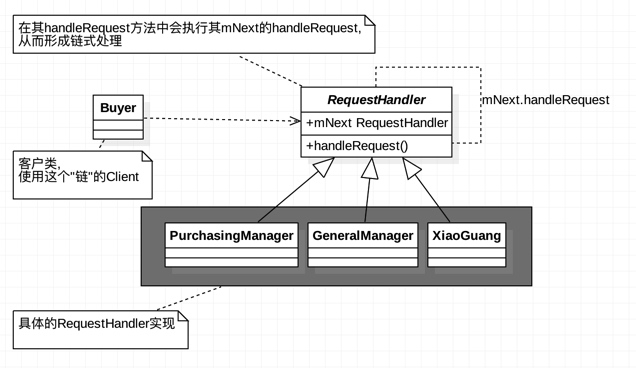 在其handleRequest方法中会执行其mNext的handleRequest,
从而形成链式处理
RequestHandler
+mNext RequestHandler
+handleRequest()
mNext.handleRequest
Buyer
客户类,
使用这个"链"的Client
PurchasingManager
GeneralManager
XiaoGuang
具体的RequestHandler实现